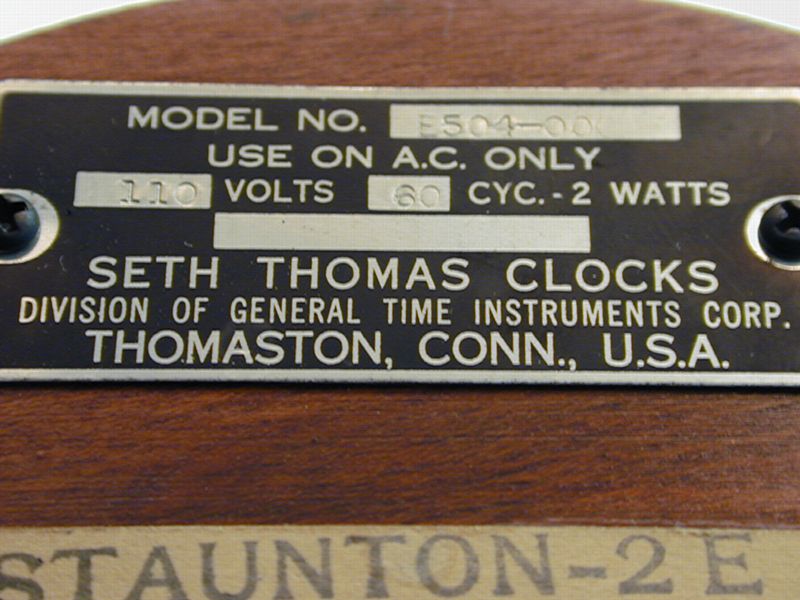 MODEL NO. E504-000
USE ON A.C. ONLY
110 VOLTS 60 CYC.-2 WATTS
SETH THOMAS CLOCKS
DIVISION OF GENERAL TIME INSTRUMENTS CORP.
THOMASTON, CONN., U.S.A.
STAUNTON-2E